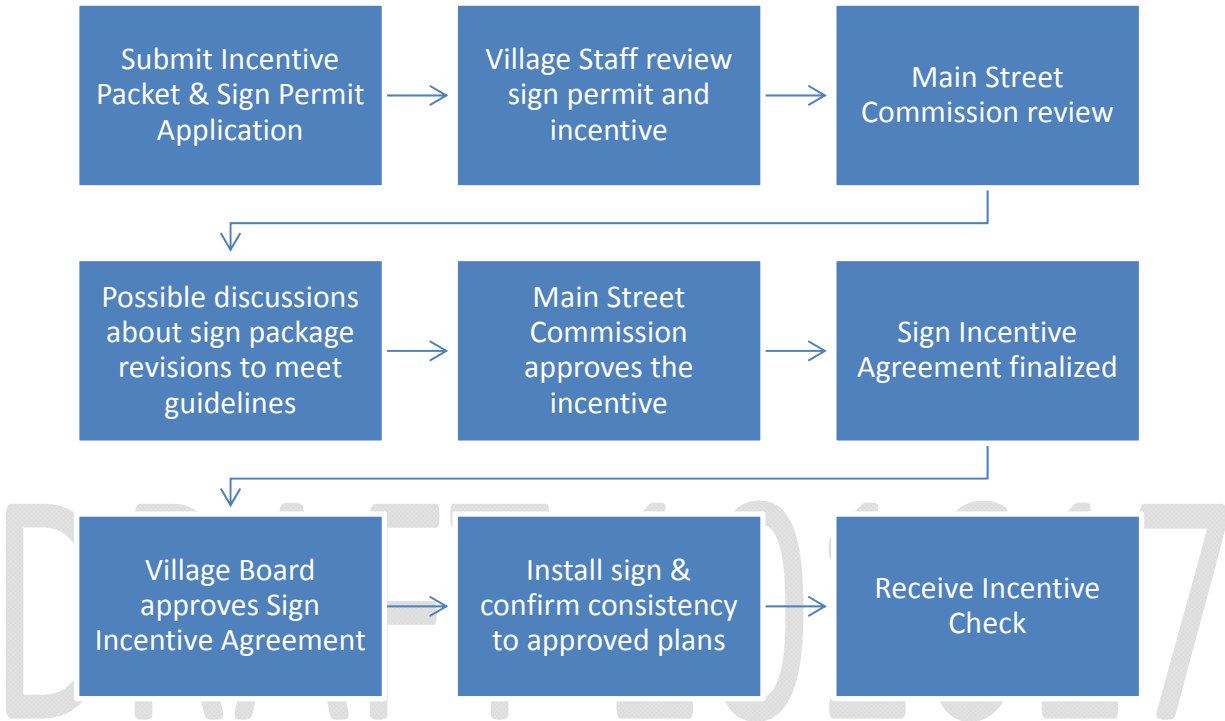 Submit Incentive
Packet & Sign Permit
Application
Village Staff review
sign permit and
incentive
Main Street
Commission review
Possible discussions
about sign package
revisions to meet
guidelines
Main Street
Commission
approves the
incentive
Sign Incentive
Agreement finalized
Village Board
approves Sign
Incentive Agreement
Install sign &
confirm consistency
to approved plans
Receive Incentive
Check